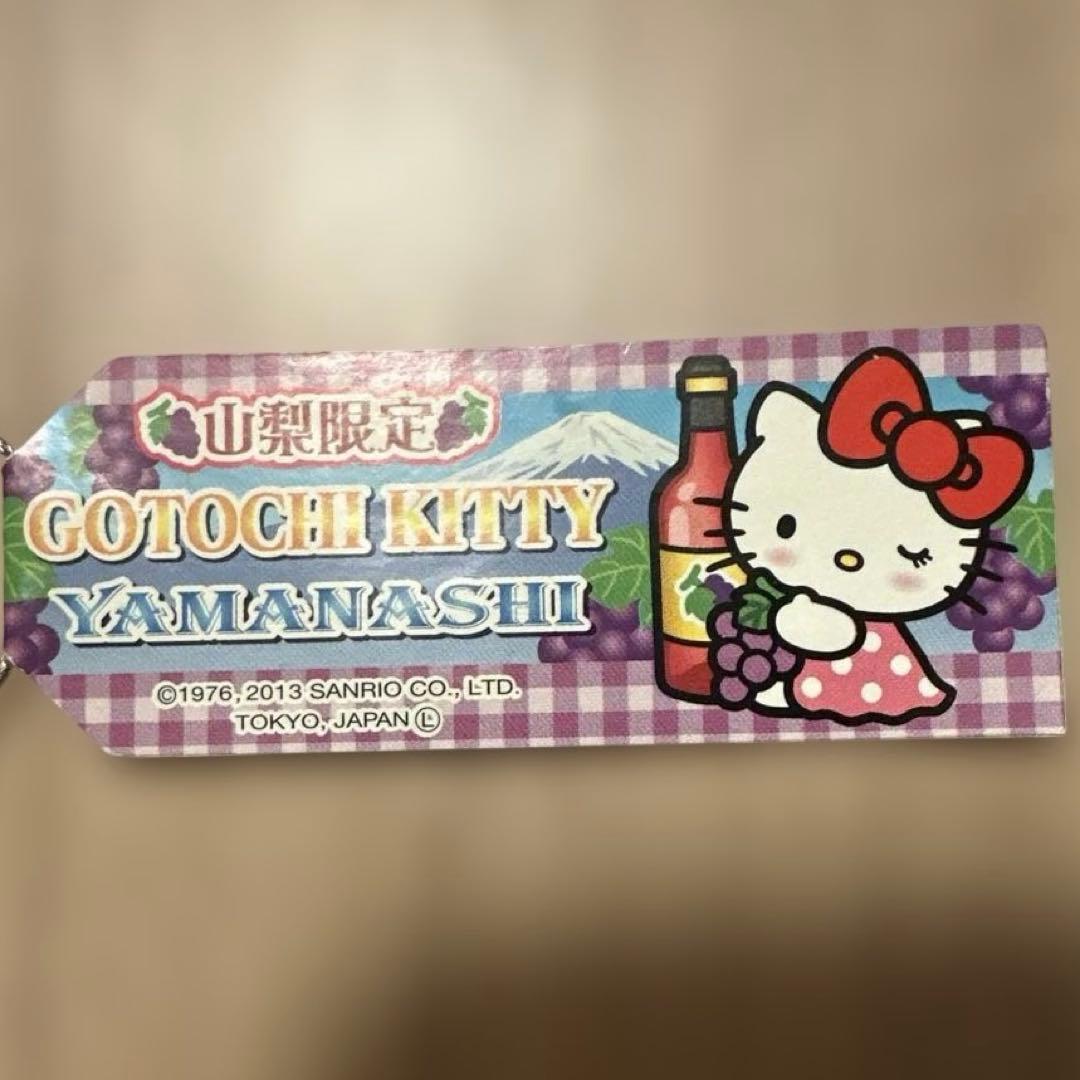 山梨限定
GOTOCHI KITTY
YAMANASHI
©1976, 2013 SANRIO CO., LTD.
TOKYO, JAPAN Ⓛ